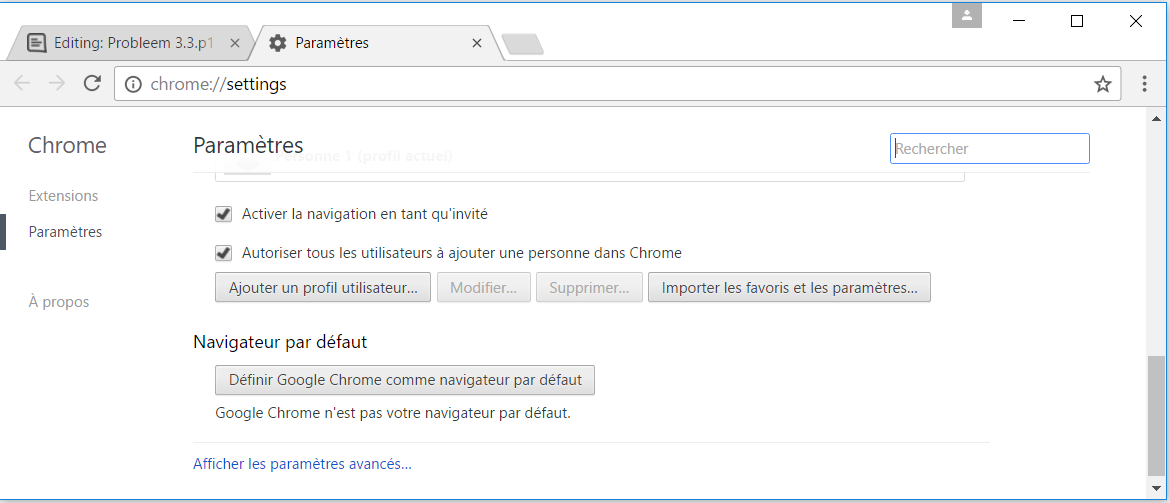 Editing: Probleem 3.3.p1
Paramètres
chrome://settings
Chrome
Paramètres
Rechercher
Personne 1 (profil actuel)
Extensions
Paramètres
À propos
Activer la navigation en tant qu'invité
Autoriser tous les utilisateurs à ajouter une personne dans Chrome
Ajouter un profil utilisateur... Modifier... Supprimer... Importer les favoris et les paramètres...
Navigateur par défaut
Définir Google Chrome comme navigateur par défaut
Google Chrome n'est pas votre navigateur par défaut.
Afficher les paramètres avancés...